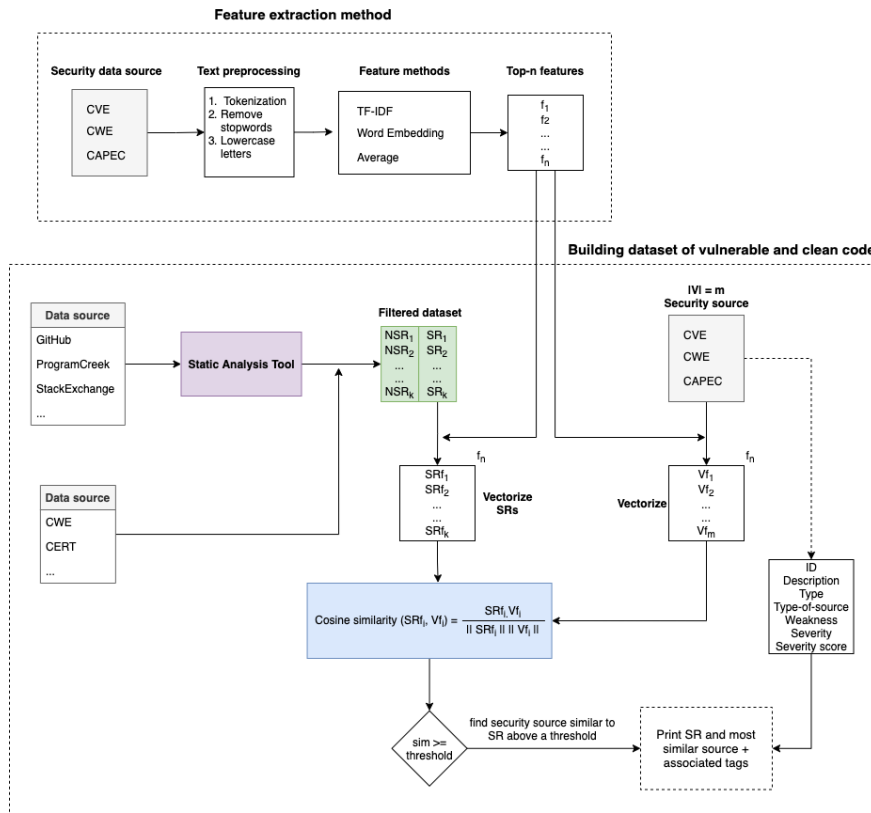 Feature extraction method
Security data source
CVE
CWE
CAPEC
Text preprocessing
1. Tokenization
2. Remove
stopwords
3. Lowercase
letters
Feature methods
TF-IDF
Word Embedding
Average
Top-n features
f1
f2
...
...
fn
Building dataset of vulnerable and clean code
Data source
GitHub
ProgramCreek
StackExchange
...
Static Analysis Tool
Filtered dataset
NSR1 SR1
NSR2 SR2
... ...
... ...
NSRk SRk
|V| = m
Security source
CVE
CWE
CAPEC
Data source
CWE
CERT
...
fn
SRf1
SRf2
...
...
SRfk
Vectorize
SRs
Vectorize
fn
Vf1
Vf2
...
...
Vfm
ID
Description
Type
Type-of-source
Weakness
Severity
Severity score
Cosine similarity (SRfi, Vfi) = SRfi.Vfi
|| SRfi || || Vfi ||
sim >=
threshold
find security source similar to
SR above a threshold
Print SR and most
similar source +
associated tags